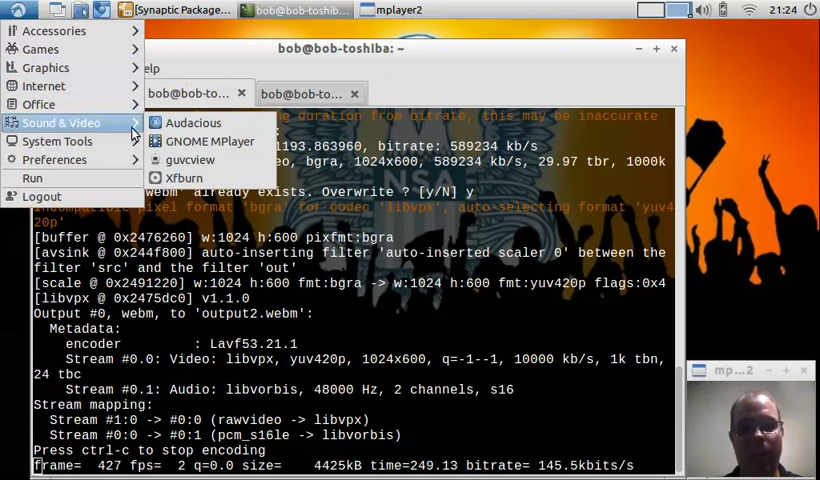 [Synaptic Package...
bob@bob-toshiba: ~
mplayer2
21:24
Accessories
Games
Graphics
Internet
Office
Sound & Video
System Tools
Preferences
Run
Logout
Audacious
GNOME MPlayer
guvcview
Xfburn
bob@bob-toshiba: ~
elp
bob@bob-to...
bob@bob-to...
ng duration from bitrate, this may be inaccurate
:
1193.863960, bitrate: 589234 kb/s
eo, bgra, 1024x600, 589234 kb/s, 29.97 tbr, 1000k
ebm' already exists. Overwrite ? [y/N] y
Incompatible pixel format 'bgra' for codec 'libvpx', auto-selecting format 'yuv4
20p'
[buffer @ 0x2476260] w:1024 h:600 pixfmt:bgra
[avsink @ 0x244f800] auto-inserting filter 'auto-inserted scaler 0' between the
filter 'src' and the filter 'out'
[scale @ 0x2491220] w:1024 h:600 fmt:bgra -> w:1024 h:600 fmt:yuv420p flags:0x4
[libvpx @ 0x2475dc0] v1.1.0
Output #0, webm, to 'output2.webm':
Metadata:
encoder : Lavf53.21.1
Stream #0.0: Video: libvpx, yuv420p, 1024x600, q=-1--1, 10000 kb/s, 1k tbn,
24 tbc
Stream #0.1: Audio: libvorbis, 48000 Hz, 2 channels, s16
Stream mapping:
Stream #1:0 -> #0:0 (rawvideo -> libvpx)
Stream #0:0 -> #0:1 (pcm_s16le -> libvorbis)
Press ctrl-c to stop encoding
frame= 427 fps= 2 q=0.0 size= 4425kB time=249.13 bitrate= 145.5kbits/s
mp...2